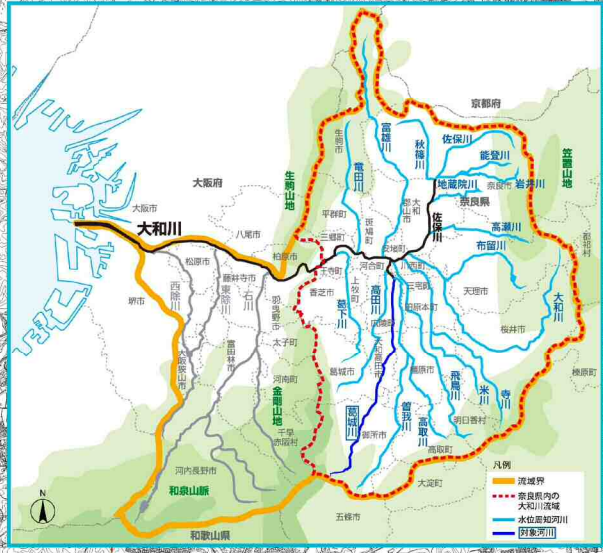 京都府
富雄川
秋篠川
佐保川
能登川
笠置山地
生駒市
竜田川
生駒山地
地蔵院川
奈良市
岩井川
奈良県
大阪府
平群町
斑鳩町
大和郡山市
佐保川
高瀬川
布留川
都祁村
大阪市
大和川
八尾市
三郷町
安堵町
柏原市
王寺町
河合町
川西町
松原市
藤井寺市
西除川
東除川
石川
羽曳野市
香芝市
上牧町
葛下川
高田川
三宅町
田原本町
天理市
大和川
堺市
広陵町
桜井市
太子町
富田林市
大阪狭山市
大和高田市
葛城市
橿原市
飛鳥川
米川
寺川
榛原町
河南町
金剛山地
葛城川
曽我川
高取川
明日香村
御所市
千早赤阪村
高取町
河内長野市
和泉山脈
大淀町
五條市
和歌山県
N
凡例
流域界
奈良県内の
大和川流域
水位周知河川
対象河川